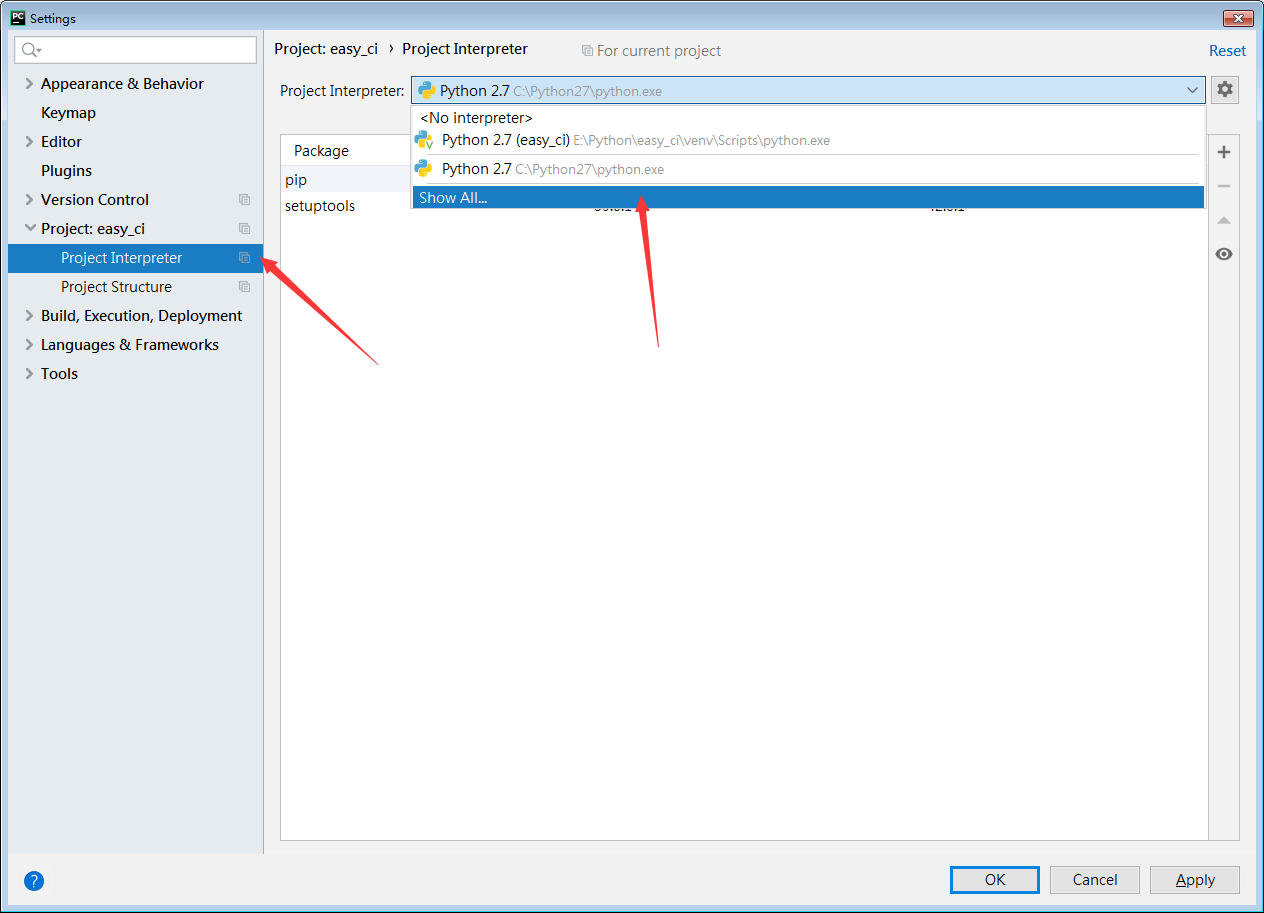 PC Settings
Appearance & Behavior
Keymap
Editor
Plugins
Version Control
Project: easy_ci
Project Interpreter
Project Structure
Build, Execution, Deployment
Languages & Frameworks
Tools
Project: easy_ci › Project Interpreter For current project Reset
Project Interpreter: Python 2.7 C:\Python27\python.exe
<No interpreter>
Python 2.7 (easy_ci) E:\Python\easy_ci\venv\Scripts\python.exe
Python 2.7 C:\Python27\python.exe
Show All...
Package
pip
setuptools
? OK Cancel Apply